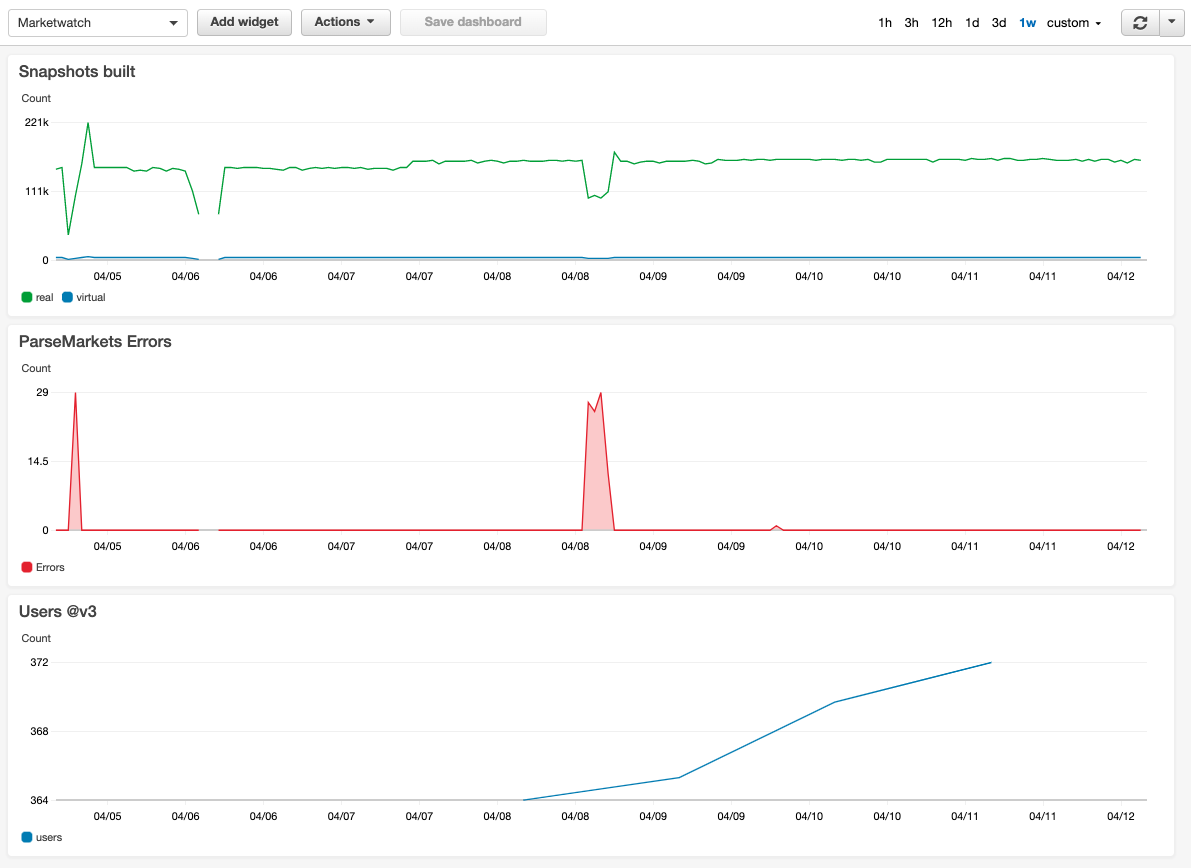 Marketwatch Add widget Actions Save dashboard 1h 3h 12h 1d 3d 1w custom
Snapshots built
Count
221k
111k
0
04/05 04/06 04/06 04/07 04/07 04/08 04/08 04/09 04/09 04/10 04/10 04/11 04/11 04/12
real virtual
ParseMarkets Errors
Count
29
14.5
0
04/05 04/06 04/06 04/07 04/07 04/08 04/08 04/09 04/09 04/10 04/10 04/11 04/11 04/12
Errors
Users @v3
Count
372
368
364
04/05 04/06 04/06 04/07 04/07 04/08 04/08 04/09 04/09 04/10 04/10 04/11 04/11 04/12
users